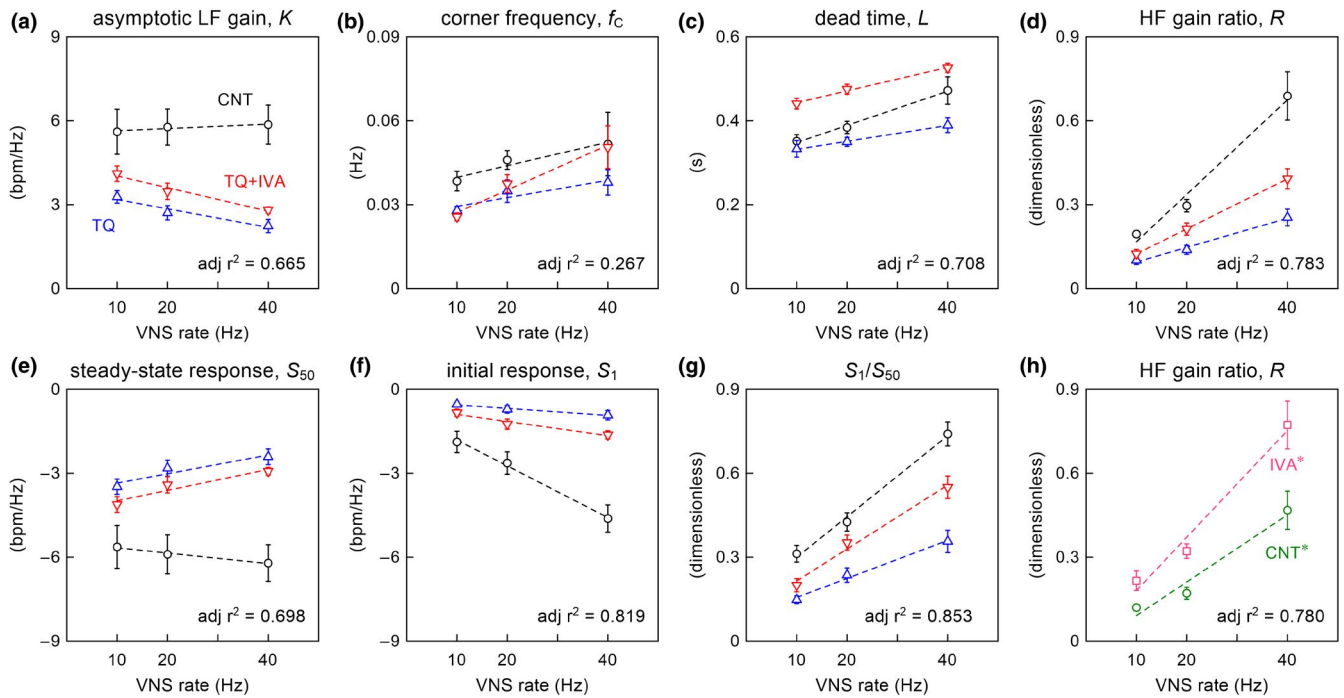 (a) asymptotic LF gain, K
9
6
3
0
(bpm/Hz)
CNT
TQ+IVA
TQ
adj r² = 0.665
10 20 40
VNS rate (Hz)
(b) corner frequency, fC
0.09
0.06
0.03
0
(Hz)
adj r² = 0.267
10 20 40
VNS rate (Hz)
(c) dead time, L
0.6
0.4
0.2
0
(s)
adj r² = 0.708
10 20 40
VNS rate (Hz)
(d) HF gain ratio, R
0.9
0.6
0.3
0
(dimensionless)
adj r² = 0.783
10 20 40
VNS rate (Hz)
(e) steady-state response, S50
0
−3
−6
−9
(bpm/Hz)
adj r² = 0.698
10 20 40
VNS rate (Hz)
(f) initial response, S1
0
−3
−6
−9
(bpm/Hz)
adj r² = 0.819
10 20 40
VNS rate (Hz)
(g) S1/S50
0.9
0.6
0.3
0
(dimensionless)
adj r² = 0.853
10 20 40
VNS rate (Hz)
(h) HF gain ratio, R
0.9
0.6
0.3
0
(dimensionless)
IVA*
CNT*
adj r² = 0.780
10 20 40
VNS rate (Hz)